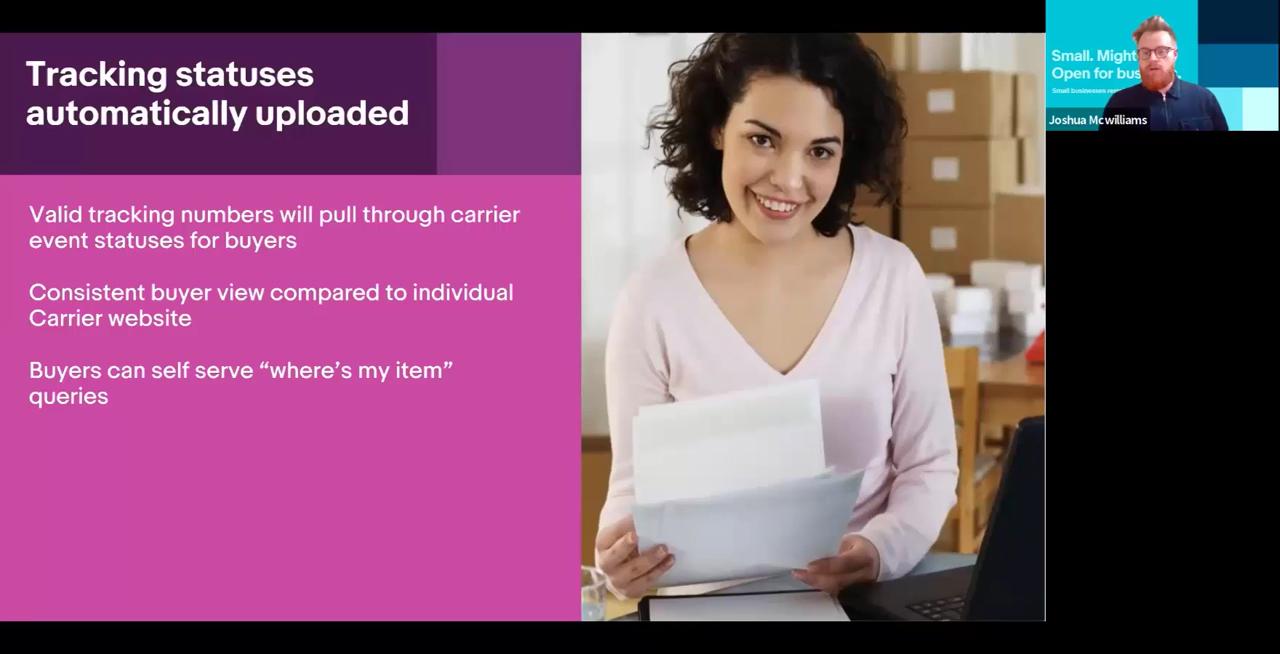 Tracking statuses
automatically uploaded
Valid tracking numbers will pull through carrier
event statuses for buyers
Consistent buyer view compared to individual
Carrier website
Buyers can self serve “where’s my item”
queries
Small. Might
Open for bus
Small businesses
Joshua Mcwilliams